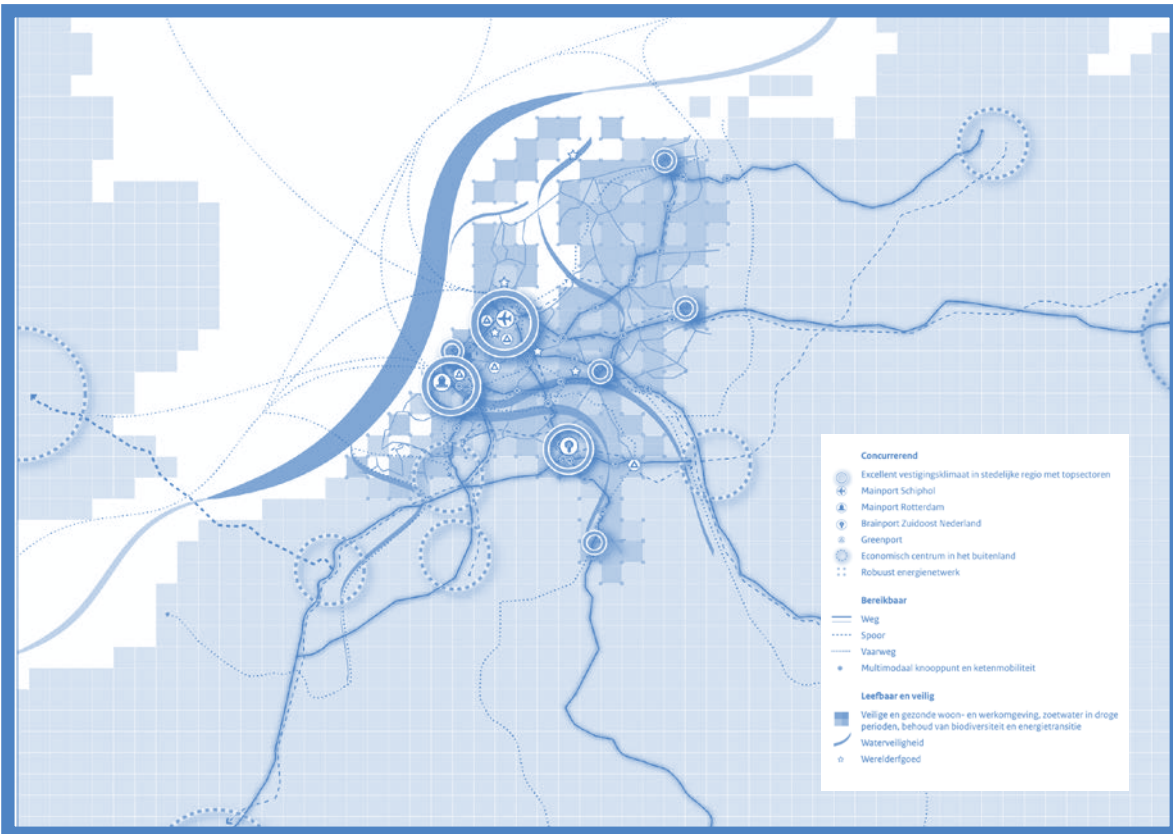 Concurrerend
Excellent vestigingsklimaat in stedelijke regio met topsectoren
Mainport Schiphol
Mainport Rotterdam
Brainport Zuidoost Nederland
Greenport
Economisch centrum in het buitenland
Robuust energienetwerk
Bereikbaar
Weg
Spoor
Vaarweg
Multimodaal knooppunt en ketenmobiliteit
Leefbaar en veilig
Veilige en gezonde woon- en werkomgeving, zoetwater in droge
perioden, behoud van biodiversiteit en energietransitie
Waterveiligheid
Werelderfgoed